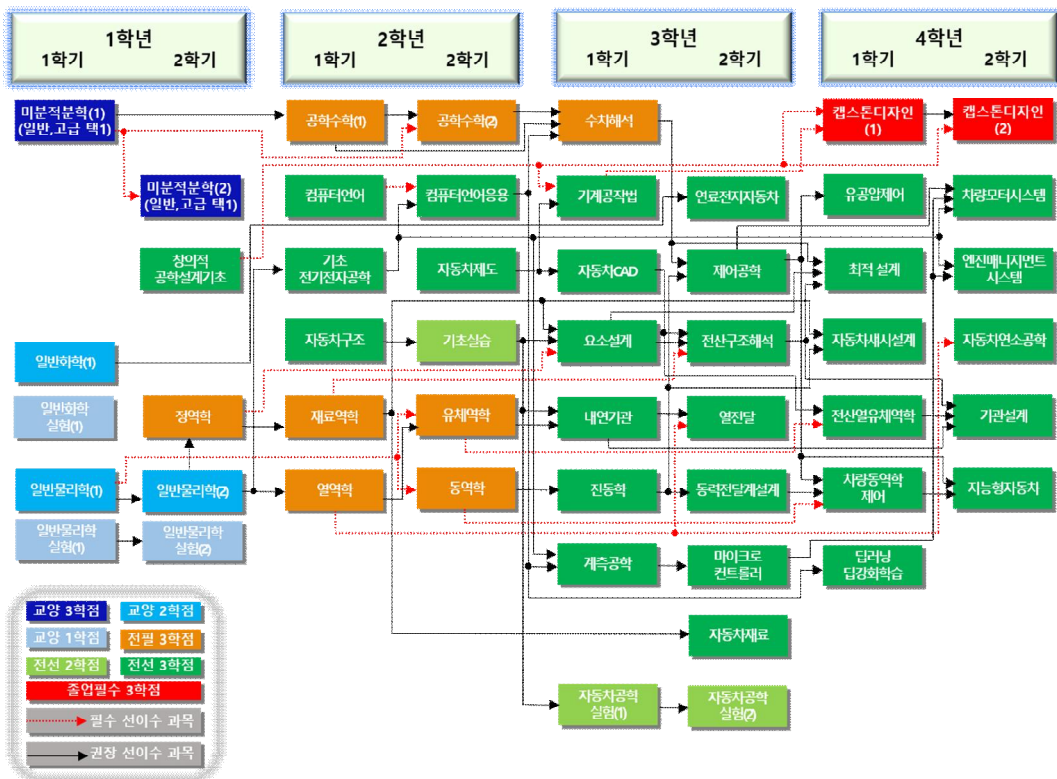 1학년
1학기 2학기
2학년
1학기 2학기
3학년
1학기 2학기
4학년
1학기 2학기
미분적분학(1)
(일반,고급 택1)
공학수학(1)
공학수학(2)
수치해석
캡스톤디자인
(1)
캡스톤디자인
(2)
미분적분학(2)
(일반,고급 택1)
컴퓨터언어
컴퓨터언어응용
기계공작법
연료전지자동차
유공압제어
차량모터시스템
창의적
공학설계기초
기초
전기전자공학
자동차제도
자동차CAD
제어공학
최적 설계
엔진매니지먼트
시스템
자동차구조
기초실습
요소설계
전산구조해석
자동차섀시설계
자동차연소공학
일반화학(1)
일반화학
실험(1)
정역학
재료역학
유체역학
내연기관
열전달
전산열유체역학
기관설계
일반물리학(1)
일반물리학(2)
열역학
동역학
진동학
동력전달계설계
차량동역학
제어
지능형자동차
일반물리학
실험(1)
일반물리학
실험(2)
계측공학
마이크로
컨트롤러
딥러닝
딥강화학습
자동차재료
자동차공학
실험(1)
자동차공학
실험(2)
교양 3학점
교양 2학점
교양 1학점
전필 3학점
전선 2학점
전선 3학점
졸업필수 3학점
필수 선이수 과목
권장 선이수 과목